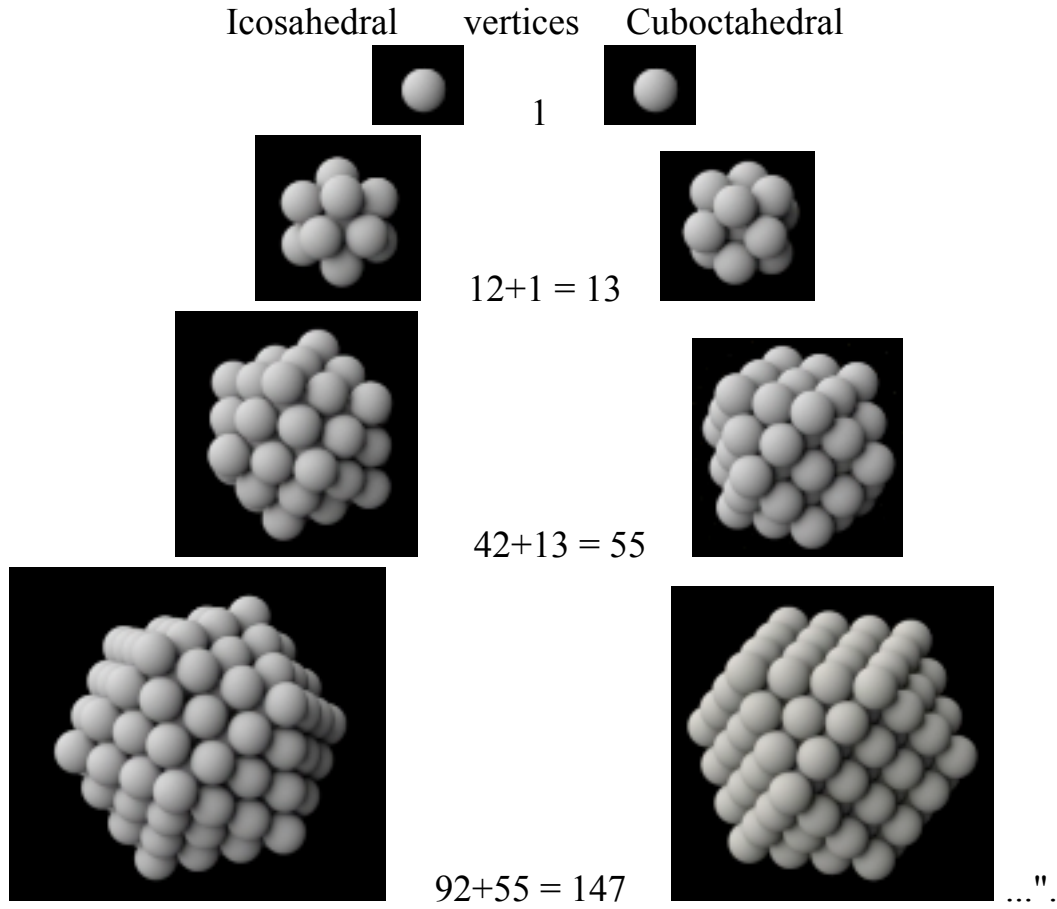 Icosahedral vertices Cuboctahedral
1
12+1 = 13
42+13 = 55
92+55 = 147 ...".